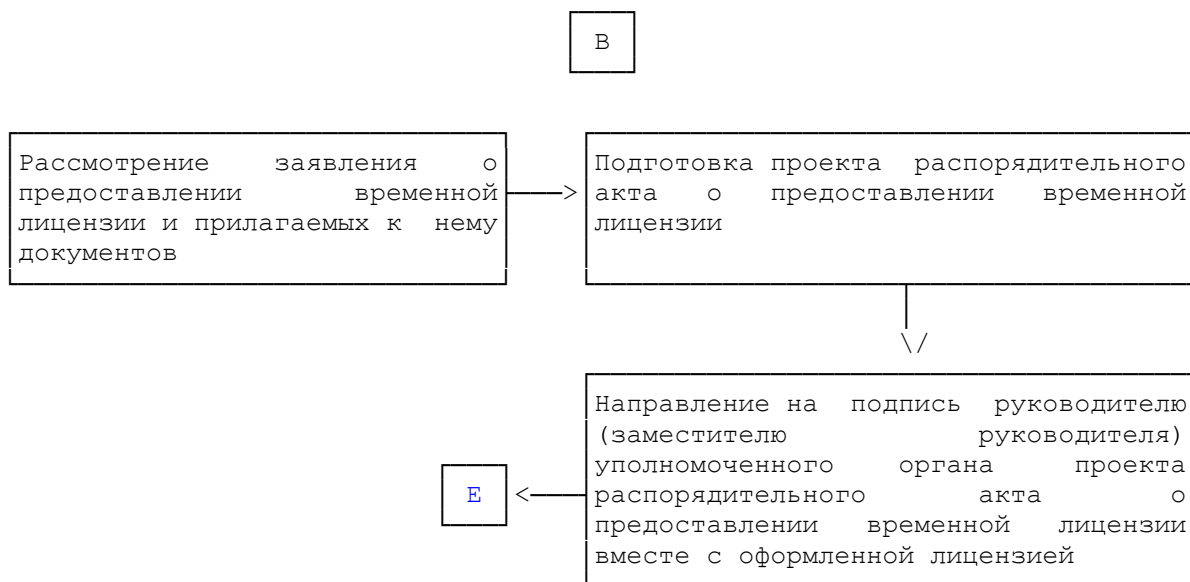 В
Рассмотрение заявления о
предоставлении временной
лицензии и прилагаемых к нему
документов
Подготовка проекта распорядительного
акта о предоставлении временной
лицензии
Направление на подпись руководителю
(заместителю руководителя)
уполномоченного органа проекта
распорядительного акта о
предоставлении временной лицензии
вместе с оформленной лицензией
Е